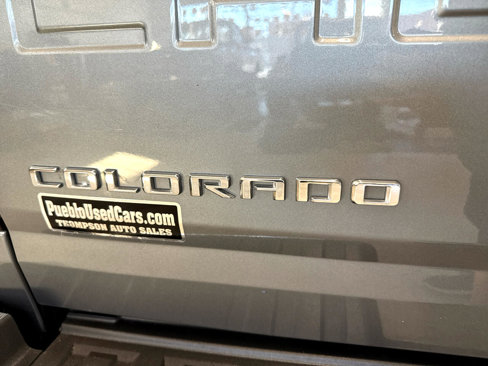 COLORADO
PuebloUsedCars.com
THOMPSON AUTO SALES